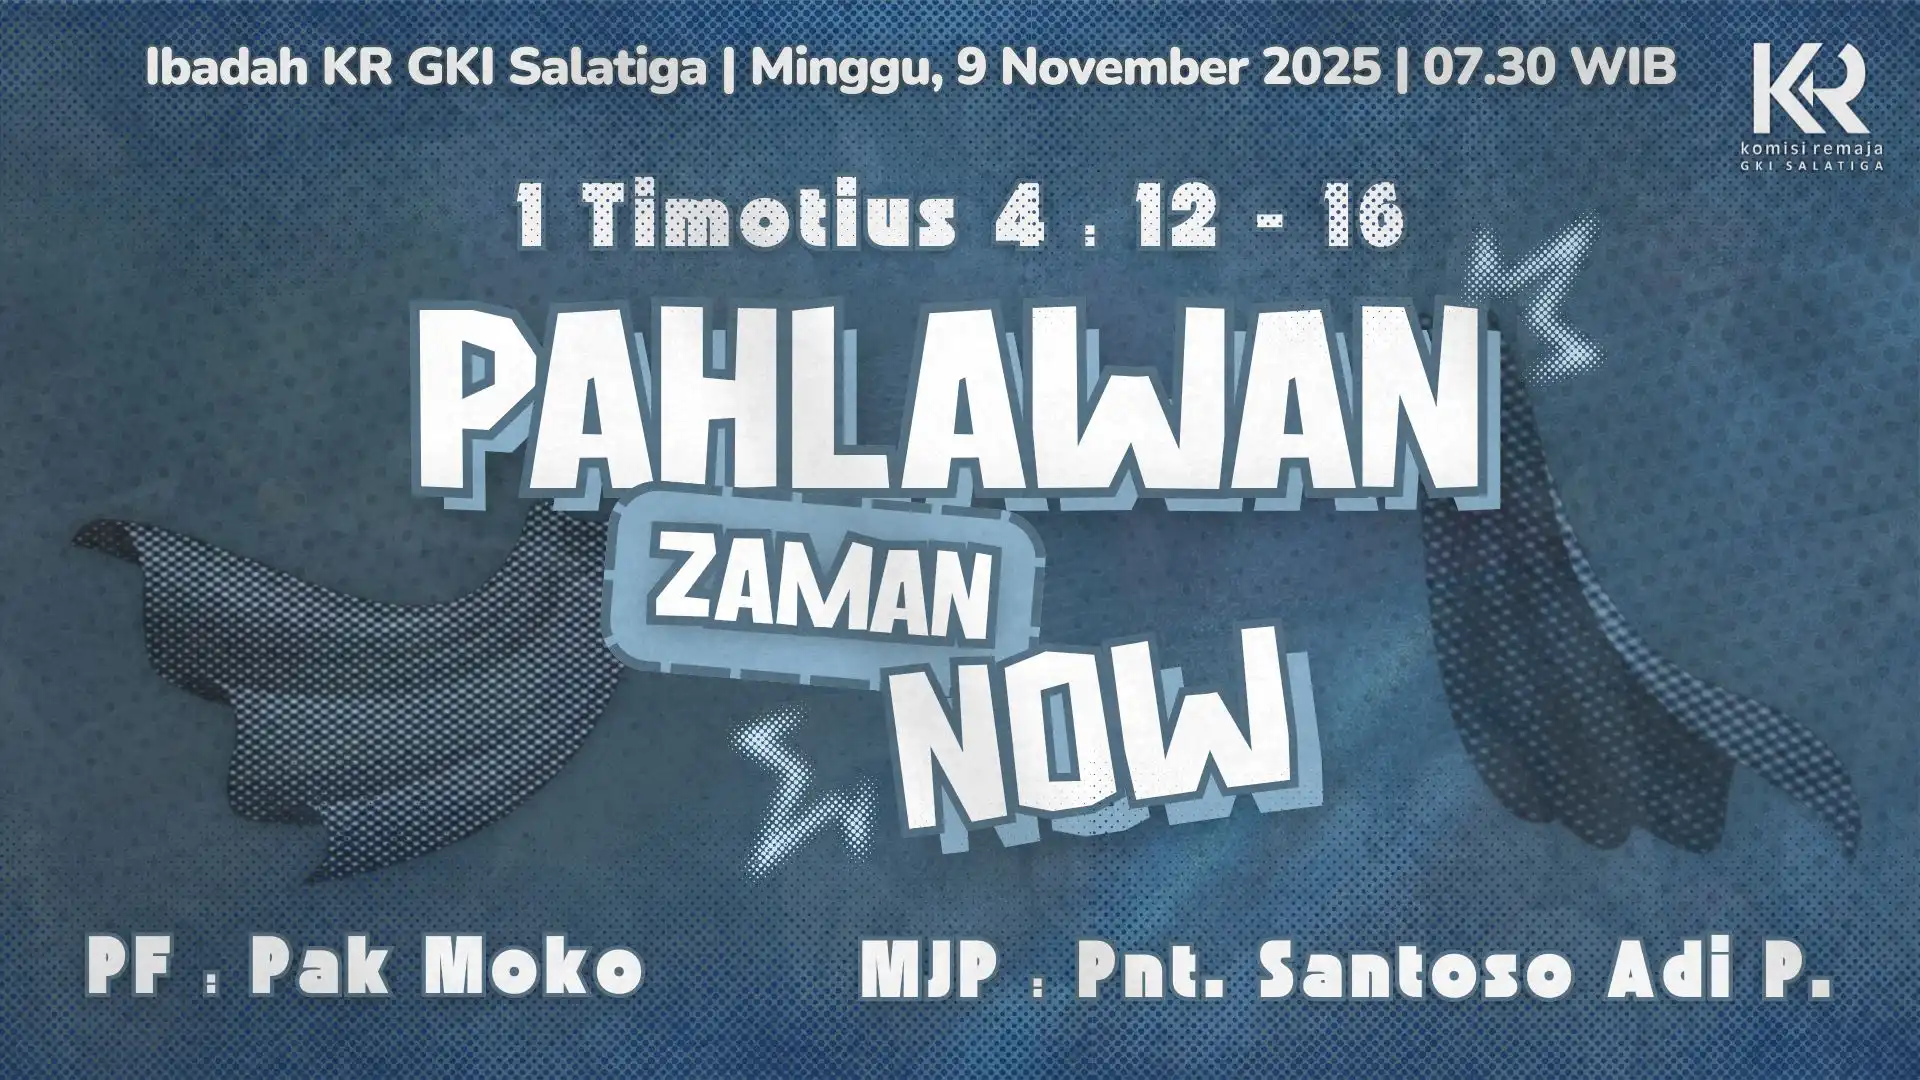 Ibadah KR GKI Salatiga | Minggu, 9 November 2025 | 07.30 WIB
KR
komisi remaja
GKI SALATIGA
1 Timotius 4 : 12 - 16
PAHLAWAN
ZAMAN
NOW
PF : Pak Moko
MJP : Pnt. Santoso Adi P.